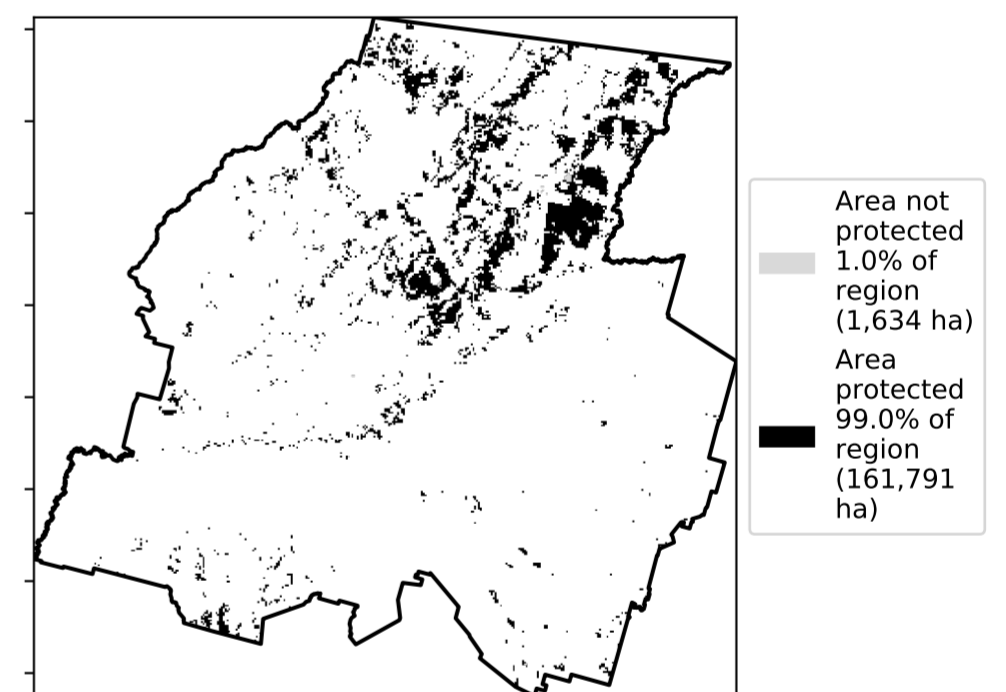 Area not
protected
1.0% of
region
(1,634 ha)
Area
protected
99.0% of
region
(161,791
ha)